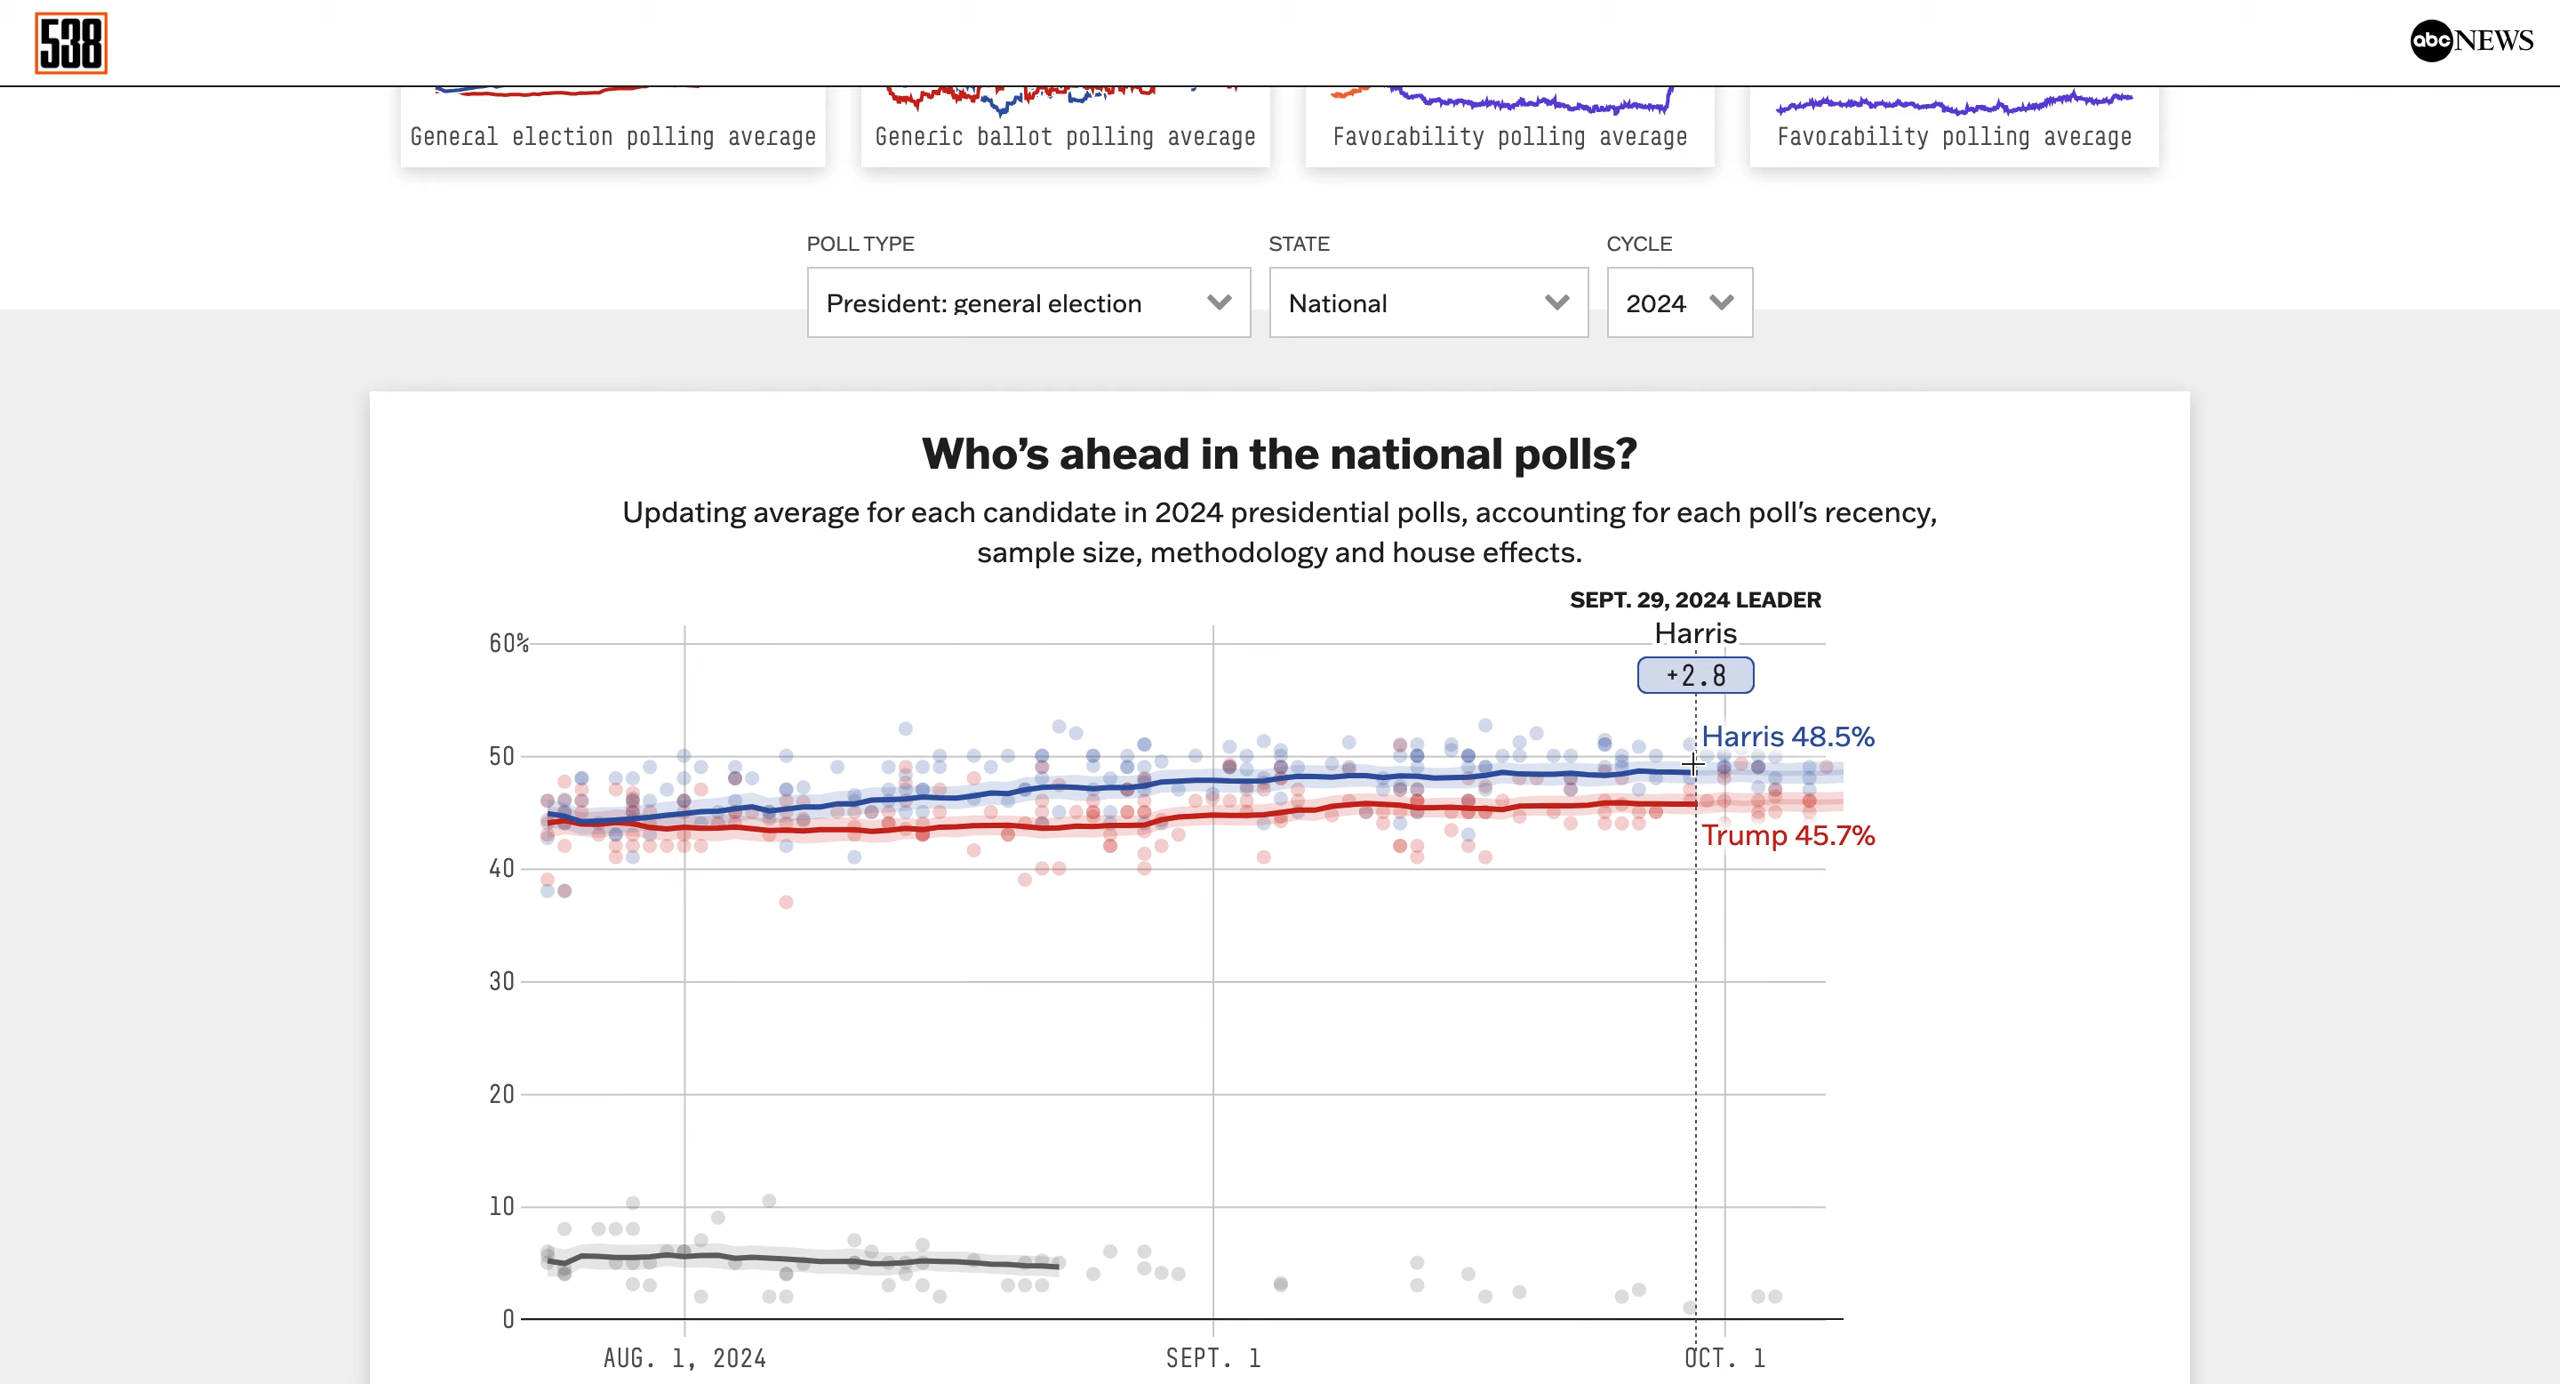 538
abc NEWS
General election polling average
Generic ballot polling average
Favorability polling average
Favorability polling average
POLL TYPE
STATE
CYCLE
President: general election
National
2024
Who’s ahead in the national polls?
Updating average for each candidate in 2024 presidential polls, accounting for each poll’s recency,
sample size, methodology and house effects.
SEPT. 29, 2024 LEADER
Harris
+2.8
60%
Harris 48.5%
50
Trump 45.7%
40
30
20
10
0
AUG. 1, 2024
SEPT. 1
OCT. 1